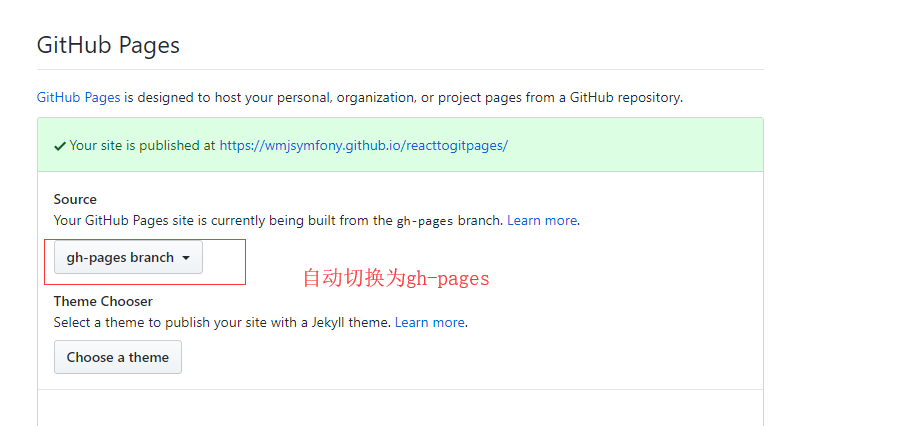 GitHub Pages
GitHub Pages is designed to host your personal, organization, or project pages from a GitHub repository.
Your site is published at https://wmjsymfony.github.io/reacttogitpages/
Source
Your GitHub Pages site is currently being built from the gh-pages branch. Learn more.
gh-pages branch
自动切换为gh-pages
Theme Chooser
Select a theme to publish your site with a Jekyll theme. Learn more.
Choose a theme